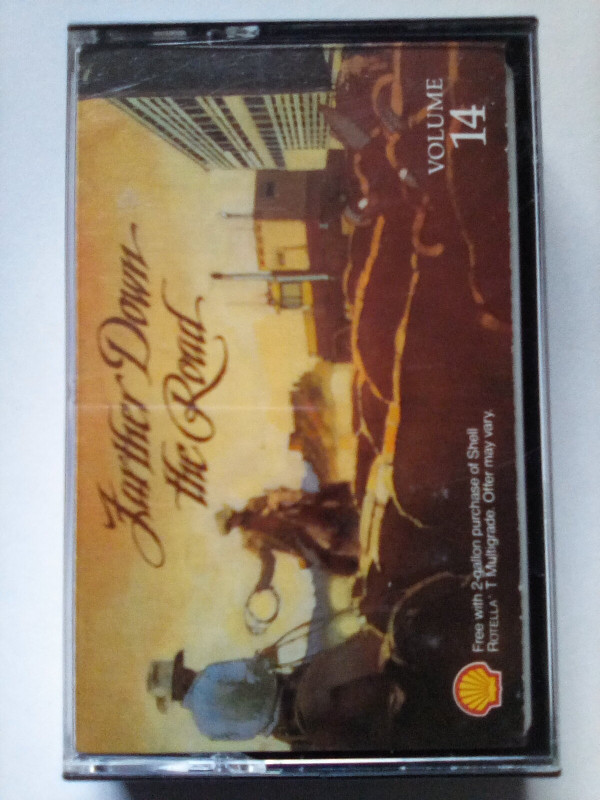 Farther Down
the Road
VOLUME
14
Free with 2-gallon purchase of Shell
ROTELLA® T Multigrade. Offer may vary.